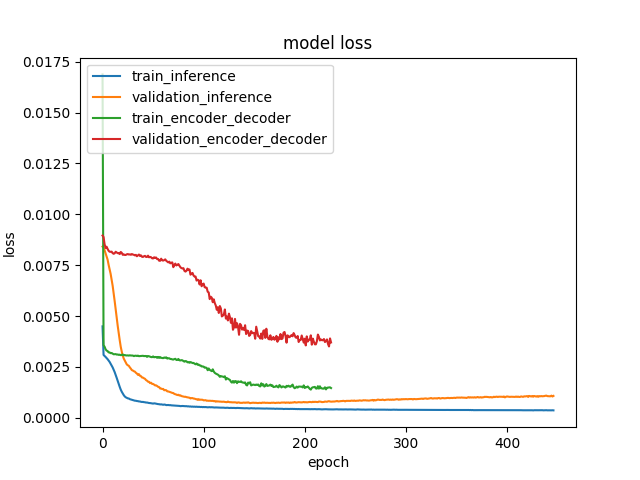 model loss
train_inference
validation_inference
train_encoder_decoder
validation_encoder_decoder
loss
0.0175
0.0150
0.0125
0.0100
0.0075
0.0050
0.0025
0.0000
0 100 200 300 400
epoch